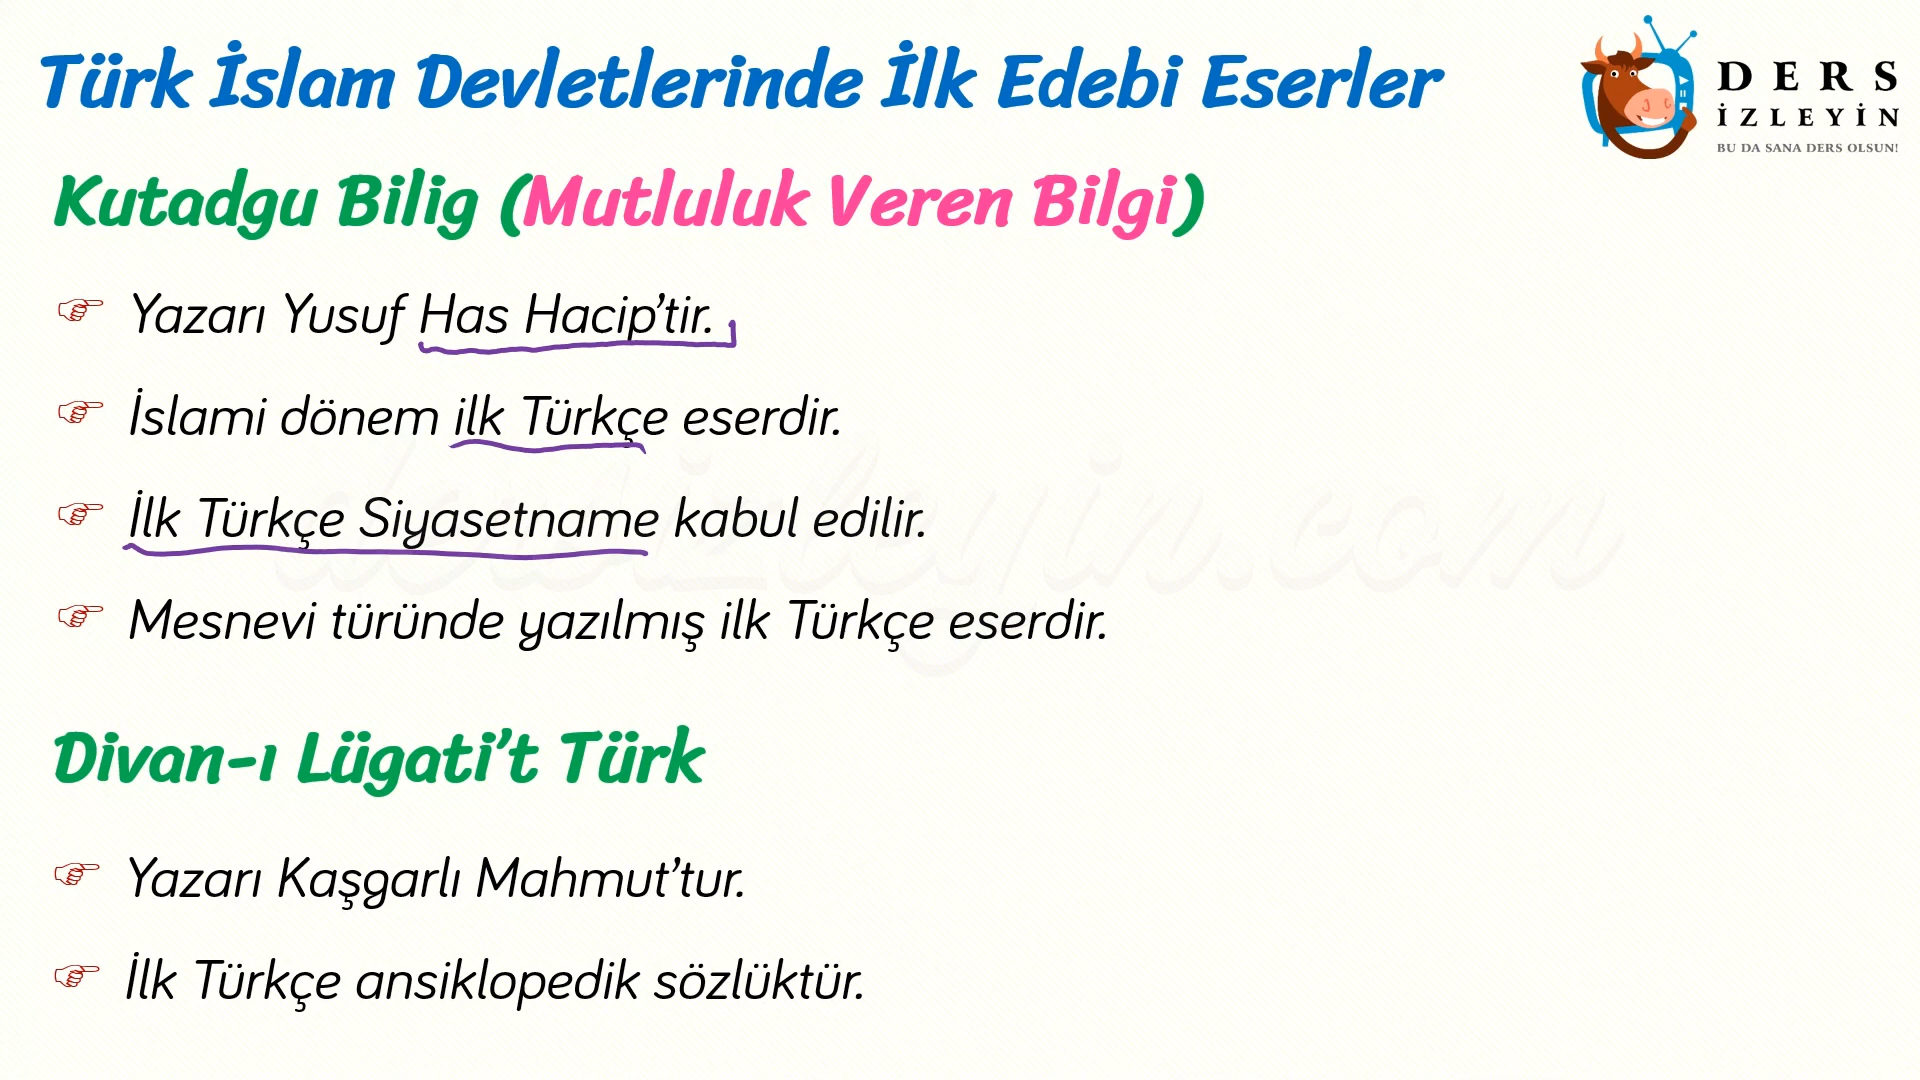 Türk İslam Devletlerinde İlk Edebi Eserler
DERS
İZLEYİN
BU DA SANA DERS OLSUN!
Kutadgu Bilig (Mutluluk Veren Bilgi)
Yazarı Yusuf Has Hacip’tir.
İslami dönem ilk Türkçe eserdir.
İlk Türkçe Siyasetname kabul edilir.
Mesnevi türünde yazılmış ilk Türkçe eserdir.
dersizleyin.com
Divan-ı Lügati’t Türk
Yazarı Kaşgarlı Mahmut’tur.
İlk Türkçe ansiklopedik sözlüktür.